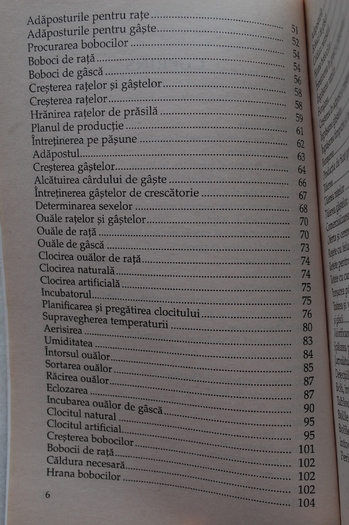 Adăposturile pentru rațe 51
Adăposturile pentru gâște 52
Procurarea bobocilor 54
Boboci de rață 54
Boboci de gâscă 56
Creșterea rațelor și gâștelor 58
Creșterea rațelor 58
Hrănirea rațelor de prăsilă 59
Planul de producție 61
Întreținerea pe pășune 62
Adăpostul 63
Creșterea gâștelor 64
Alcătuirea cârdului de gâște 66
Întreținerea gâștelor de crescătorie 67
Determinarea sexelor 68
Ouăle rațelor și gâștelor 70
Ouăle de rață 70
Ouăle de gâscă 73
Clocirea ouălor de rață 74
Clocirea naturală 74
Clocirea artificială 75
Incubatorul 75
Planificarea și pregătirea clocitului 76
Supravegherea temperaturii 80
Aerisirea 83
Umiditatea 84
Întorsul ouălor 85
Sortarea ouălor 87
Răcirea ouălor 87
Eclozarea 90
Incubarea ouălor de gâscă 95
Clocitul natural 95
Clocitul artificial 101
Creșterea bobocilor 102
Bobocii de rață 102
Căldura necesară 102
Hrana bobocilor 104
6